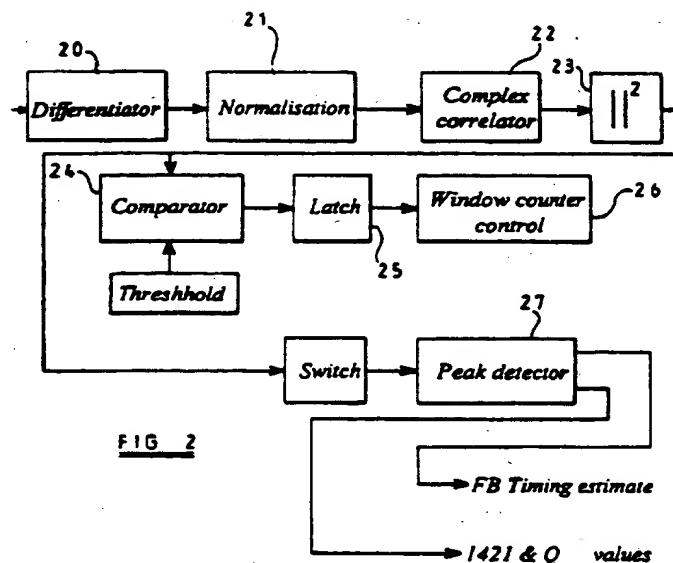 20
21
22
23
Differentiator
Normalisation
Complex
correlator
||²
24
Comparator
Latch
Window counter
control
26
25
Threshhold
27
Switch
Peak detector
FIG 2
FB Timing estimate
1421 & Q values